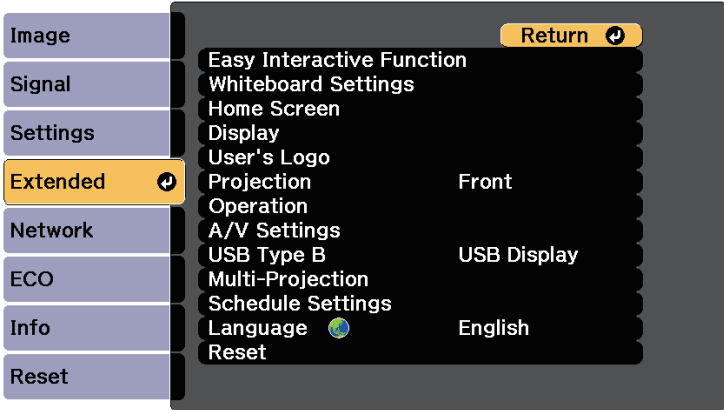 Image
Signal
Settings
Extended
Network
ECO
Info
Reset
Return
Easy Interactive Function
Whiteboard Settings
Home Screen
Display
User's Logo
Projection Front
Operation
A/V Settings
USB Type B USB Display
Multi-Projection
Schedule Settings
Language English
Reset